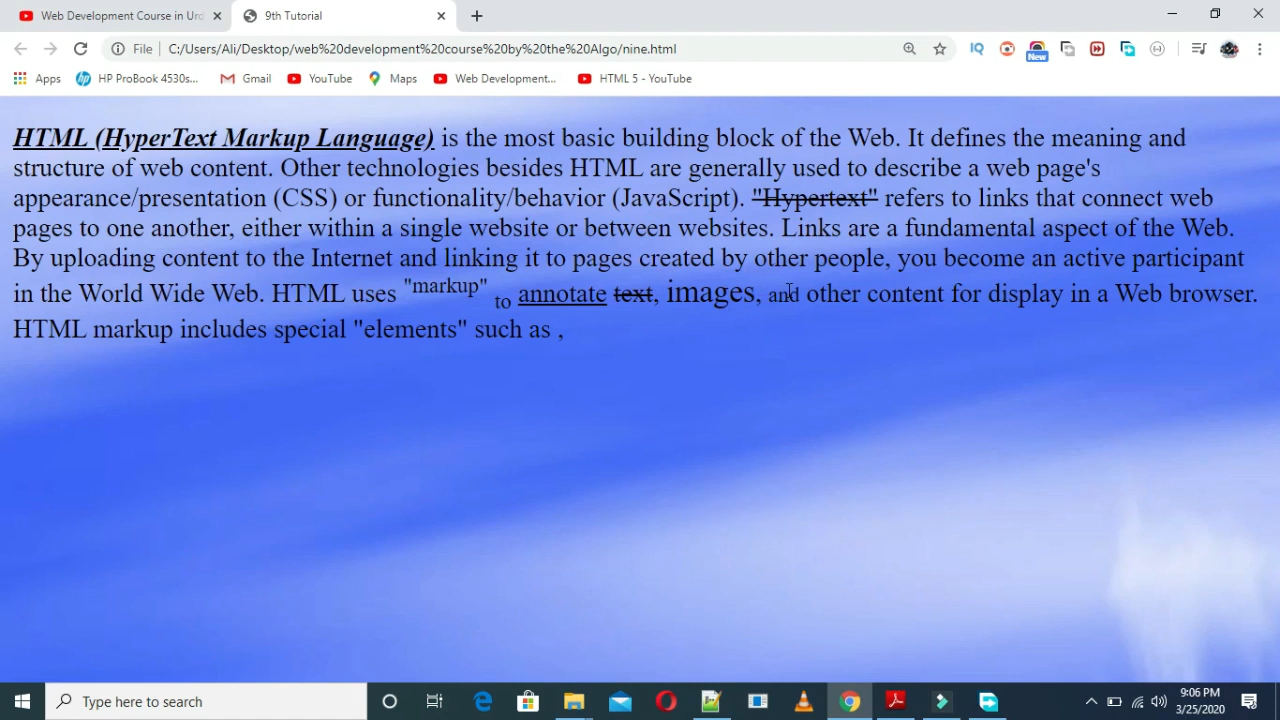 Web Development Course in Urd
9th Tutorial
File
C:/Users/Ali/Desktop/web%20development%20course%20by%20the%20Algo/nine.html
IQ
New
Apps
HP ProBook 4530s...
Gmail
YouTube
Maps
Web Development...
HTML 5 - YouTube
HTML (HyperText Markup Language) is the most basic building block of the Web. It defines the meaning and
structure of web content. Other technologies besides HTML are generally used to describe a web page's
appearance/presentation (CSS) or functionality/behavior (JavaScript). "Hypertext" refers to links that connect web
pages to one another, either within a single website or between websites. Links are a fundamental aspect of the Web.
By uploading content to the Internet and linking it to pages created by other people, you become an active participant
in the World Wide Web. HTML uses "markup" to annotate text, images, and other content for display in a Web browser.
HTML markup includes special "elements" such as ,
Type here to search
9:06 PM
3/25/2020